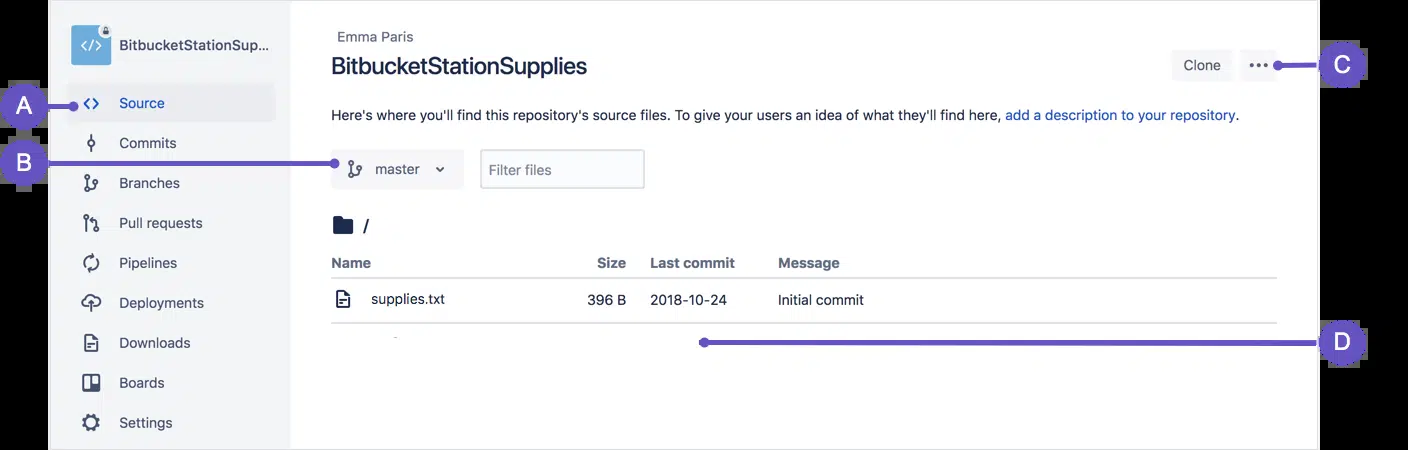 BitbucketStationSup...
Source
Commits
Branches
Pull requests
Pipelines
Deployments
Downloads
Boards
Settings
Emma Paris
BitbucketStationSupplies
Clone
Here's where you'll find this repository's source files. To give your users an idea of what they'll find here, add a description to your repository.
master
Filter files
/
Name Size Last commit Message
supplies.txt 396 B 2018-10-24 Initial commit
A
B
C
D